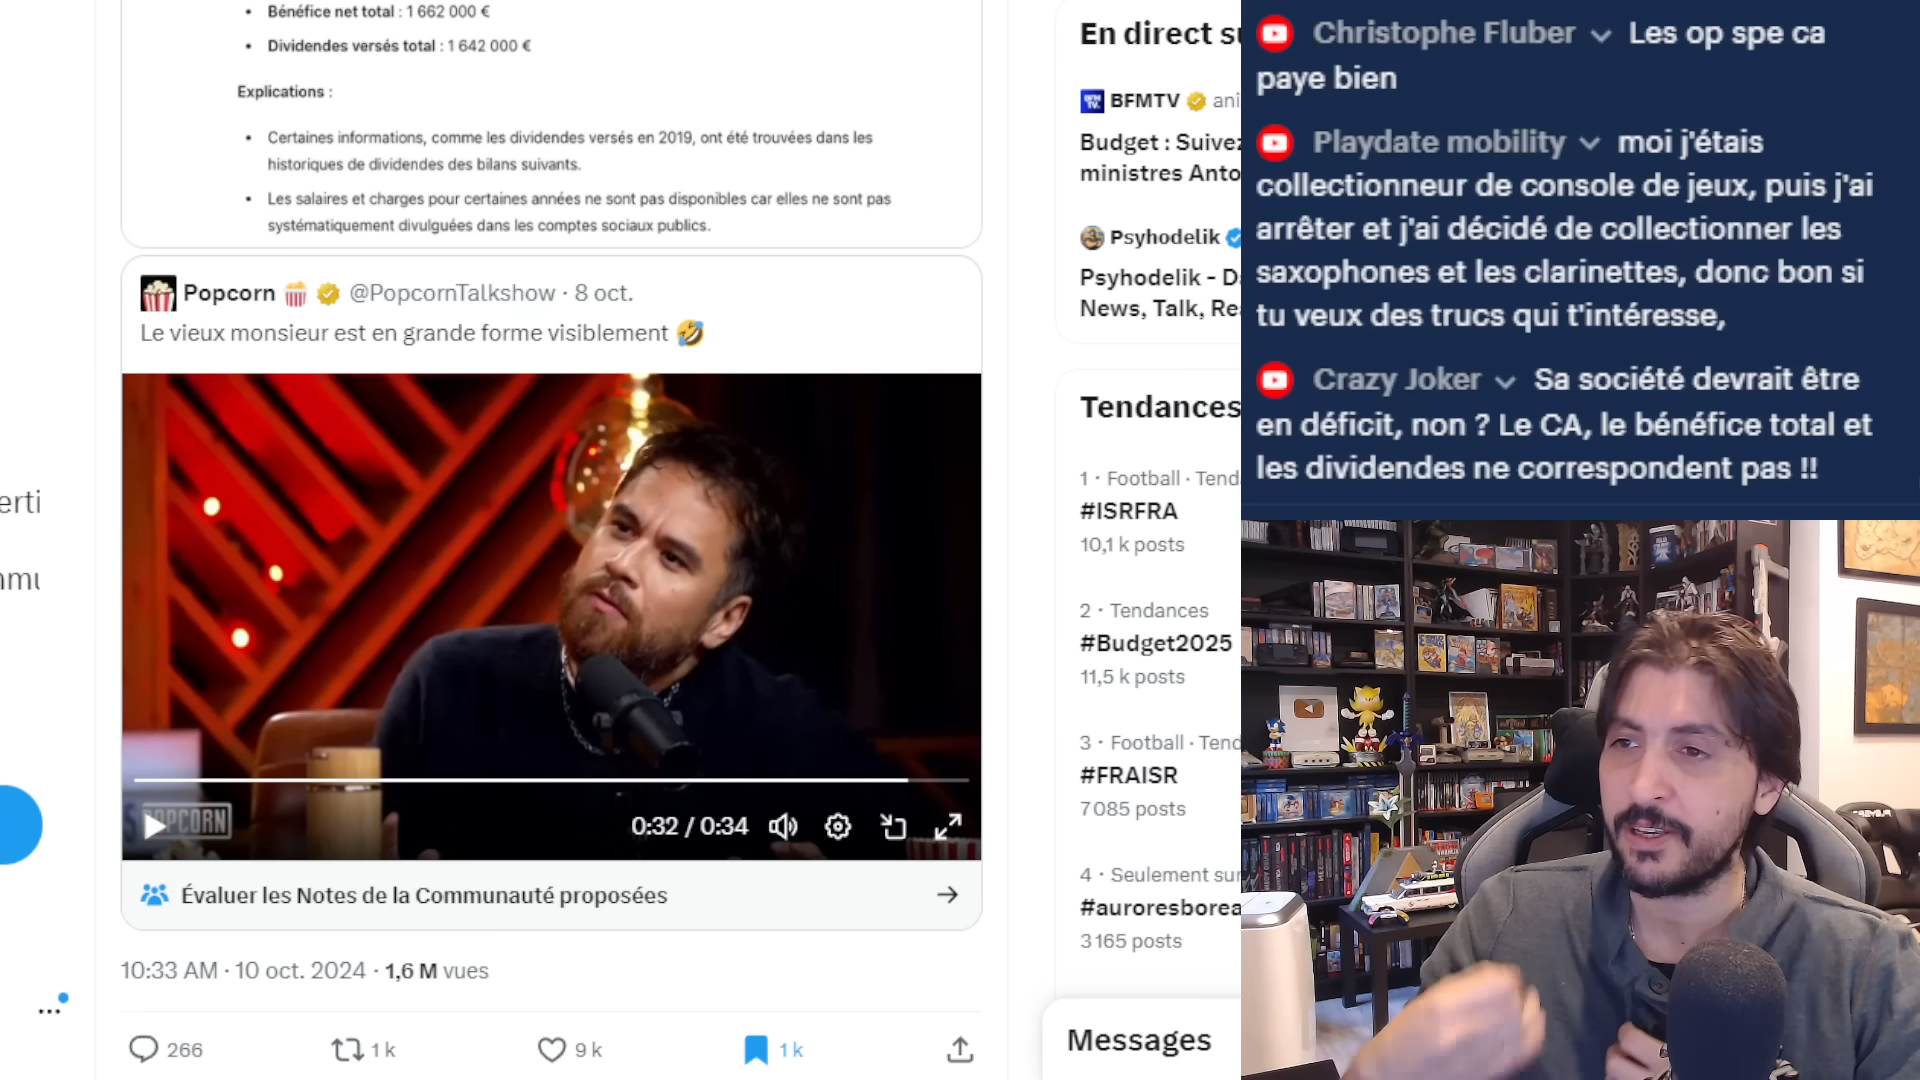 • Bénéfice net total : 1 662 000 €
• Dividendes versés total : 1 642 000 €
Explications :
• Certaines informations, comme les dividendes versés en 2019, ont été trouvées dans les
historiques de dividendes des bilans suivants.
• Les salaires et charges pour certaines années ne sont pas disponibles car elles ne sont pas
systématiquement divulguées dans les comptes sociaux publics.
Popcorn 🍿 @PopcornTalkshow · 8 oct.
Le vieux monsieur est en grande forme visiblement 🤣
POPCORN
0:32 / 0:34
Évaluer les Notes de la Communauté proposées
10:33 AM · 10 oct. 2024 · 1,6 M vues
266
1 k
9 k
1 k
erti
mmu
En direct su
BFMTV ani
Budget : Suivez
ministres Anto
Psyhodelik
Psyhodelik - D
News, Talk, Rea
Tendances
1 · Football · Tend
#ISRFRA
10,1 k posts
2 · Tendances
#Budget2025
11,5 k posts
3 · Football · Tend
#FRAISR
7 085 posts
4 · Seulement sur
#auroresborea
3 165 posts
Messages
Christophe Fluber Les op spe ca
paye bien
Playdate mobility moi j'étais
collectionneur de console de jeux, puis j'ai
arrêter et j'ai décidé de collectionner les
saxophones et les clarinettes, donc bon si
tu veux des trucs qui t'intéresse,
Crazy Joker Sa société devrait être
en déficit, non ? Le CA, le bénéfice total et
les dividendes ne correspondent pas !!